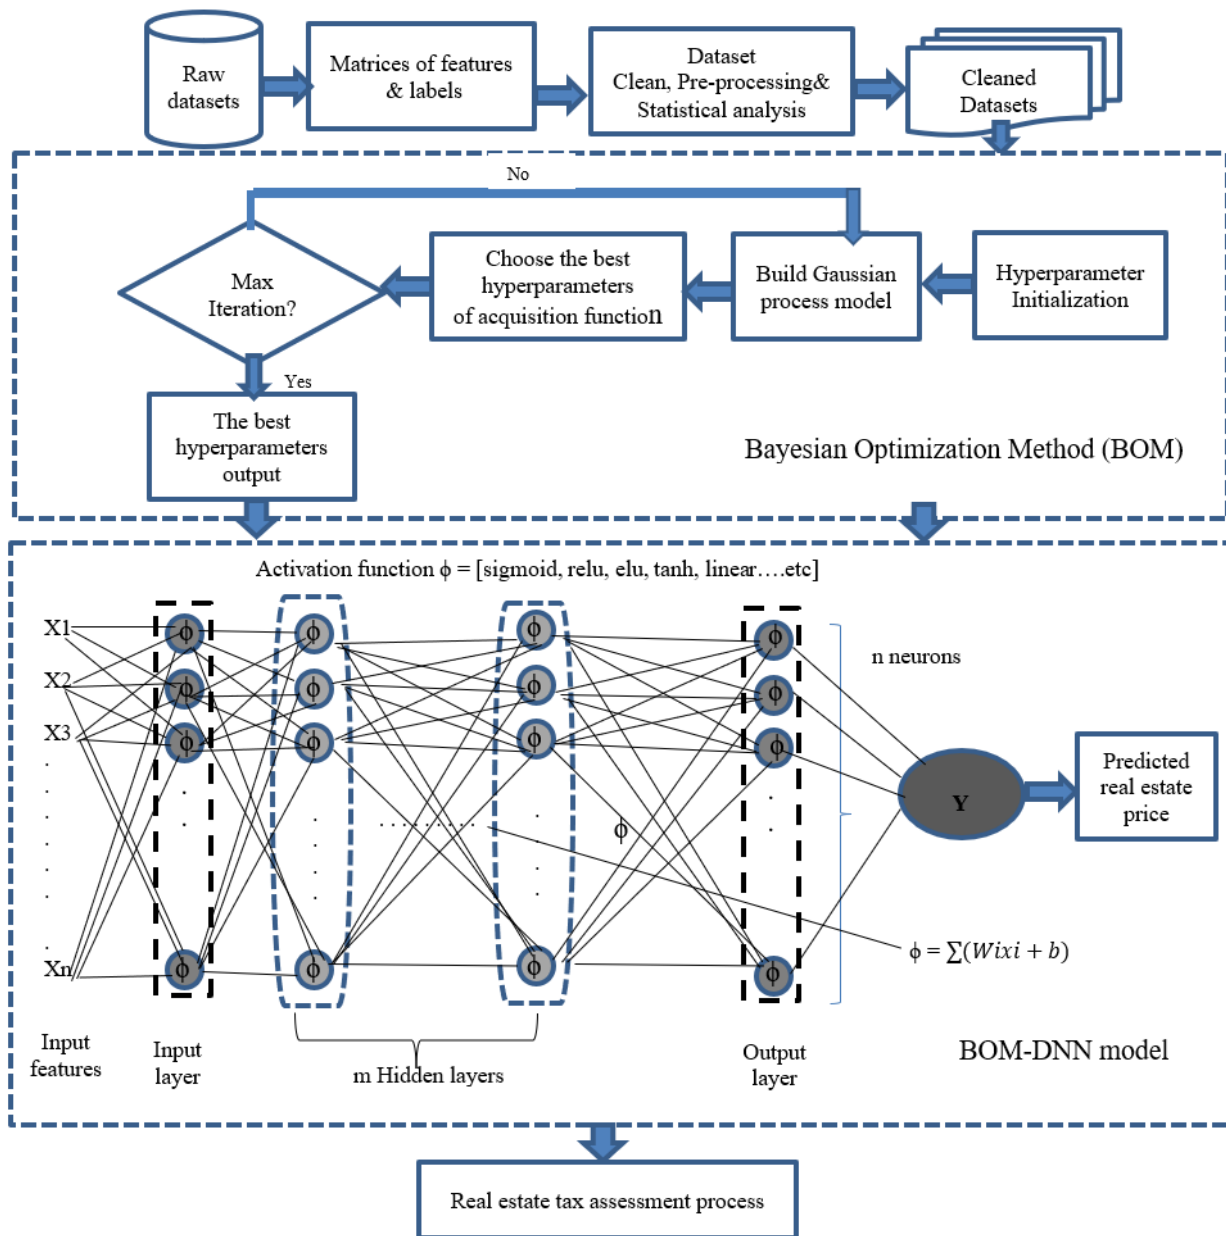 Raw
datasets
Matrices of features
& labels
Dataset
Clean, Pre-processing&
Statistical analysis
Cleaned
Datasets
No
Max
Iteration?
Choose the best
hyperparameters
of acquisition function
Build Gaussian
process model
Hyperparameter
Initialization
Yes
The best
hyperparameters
output
Bayesian Optimization Method (BOM)
Activation function ϕ = [sigmoid, relu, elu, tanh, linear….etc]
X1
X2
X3
.
.
.
.
.
Xn
ϕ
ϕ
ϕ
.
.
ϕ
ϕ
ϕ
ϕ
.
.
.
.
ϕ
. . . . . . . . . . .
ϕ
ϕ
ϕ
.
.
.
.
ϕ
ϕ
ϕ
ϕ
ϕ
.
.
ϕ
n neurons
Y
Predicted
real estate
price
ϕ = ∑(Wixi + b)
Input
features
Input
layer
m Hidden layers
Output
layer
BOM-DNN model
Real estate tax assessment process